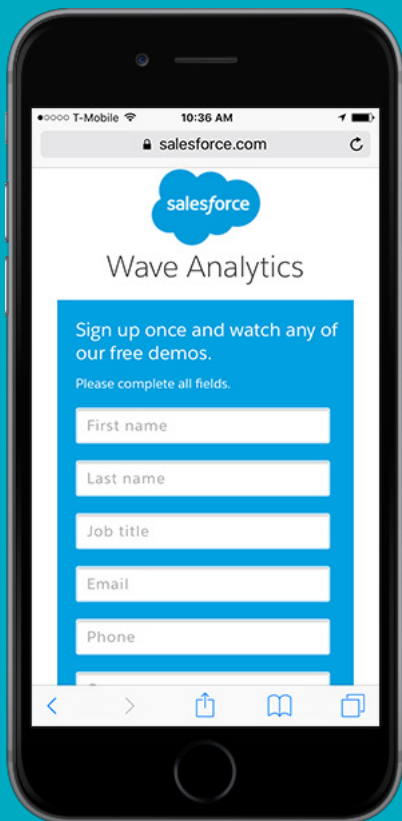 T-Mobile 10:36 AM
salesforce.com
salesforce
Wave Analytics
Sign up once and watch any of
our free demos.
Please complete all fields.
First name
Last name
Job title
Email
Phone